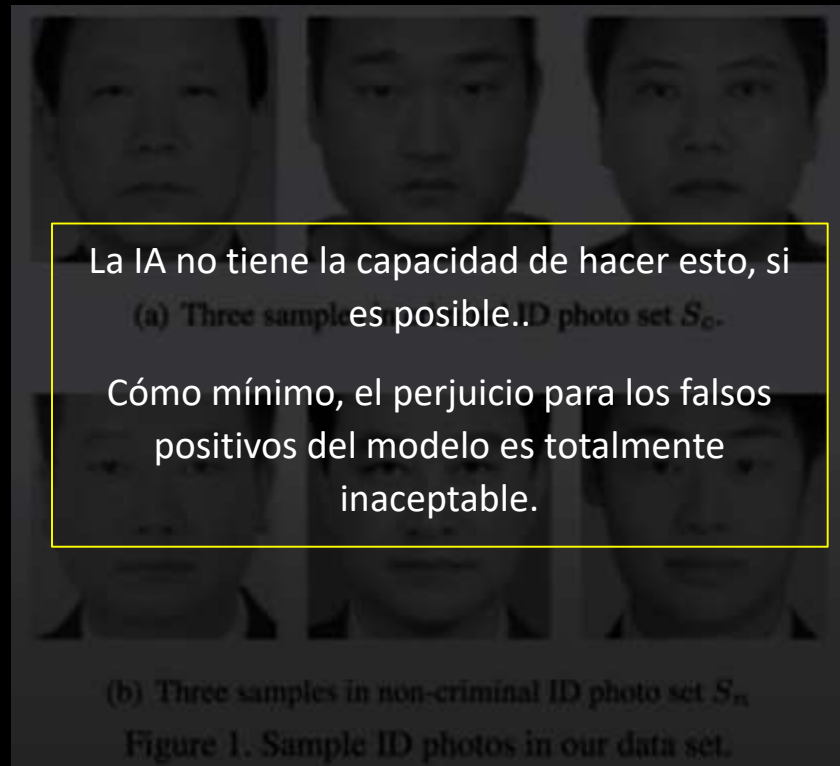 La IA no tiene la capacidad de hacer esto, si
es posible..
(a) Three sample ID photo set Sc.
Cómo mínimo, el perjuicio para los falsos
positivos del modelo es totalmente
inaceptable.
(b) Three samples in non-criminal ID photo set Sn
Figure 1. Sample ID photos in our data set.